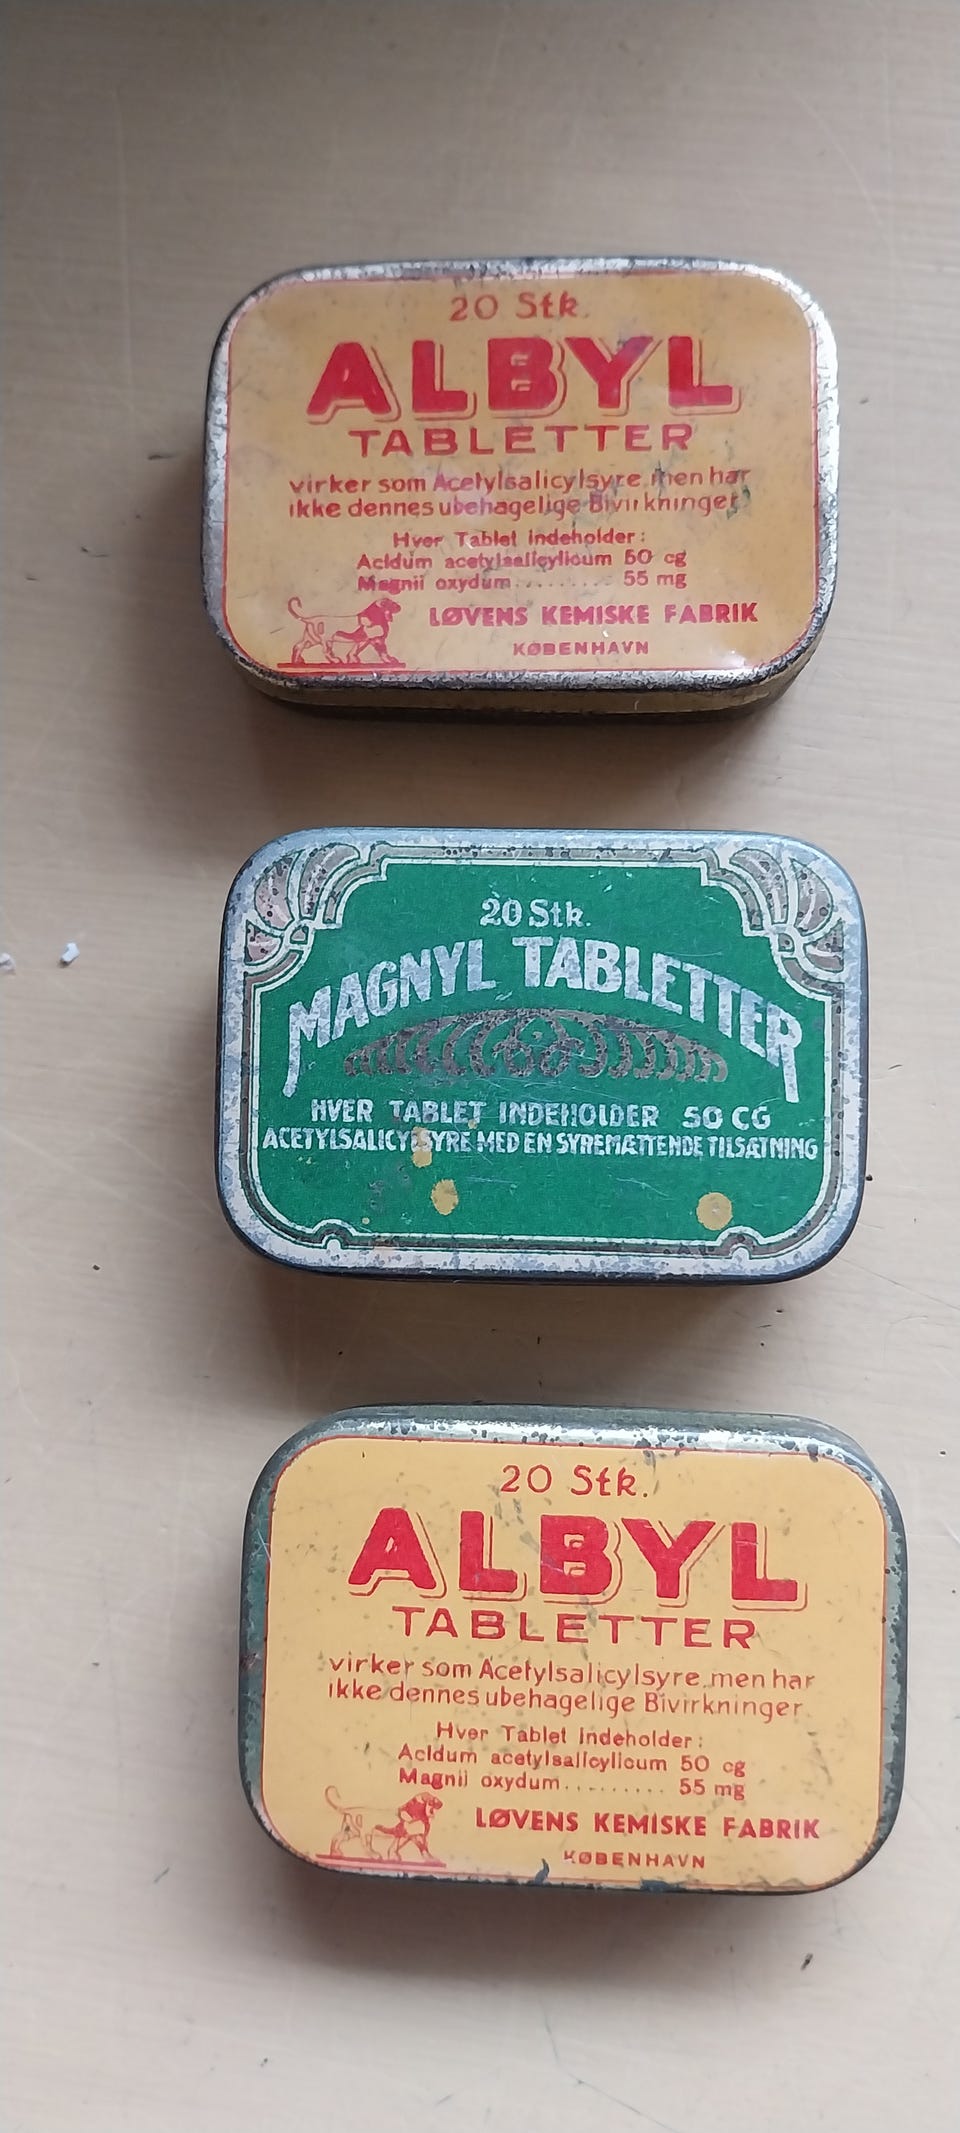 20 Stk.
ALBYL
TABLETTER
virker som Acetylsalicylsyre, men har
ikke dennes ubehagelige Bivirkninger
Hver Tablet indeholder:
Acidum acetylsalicylicum 50 cg
Magnii oxydum.......... 55 mg
LØVENS KEMISKE FABRIK
KØBENHAVN
20 Stk.
MAGNYL TABLETTER
HVER TABLET INDEHOLDER 50 CG
ACETYLSALICYLSYRE MED EN SYREMÆTTENDE TILSÆTNING
20 Stk.
ALBYL
TABLETTER
virker som Acetylsalicylsyre, men har
ikke dennes ubehagelige Bivirkninger
Hver Tablet indeholder:
Acidum acetylsalicylicum 50 cg
Magnii oxydum.......... 55 mg
LØVENS KEMISKE FABRIK
KØBENHAVN